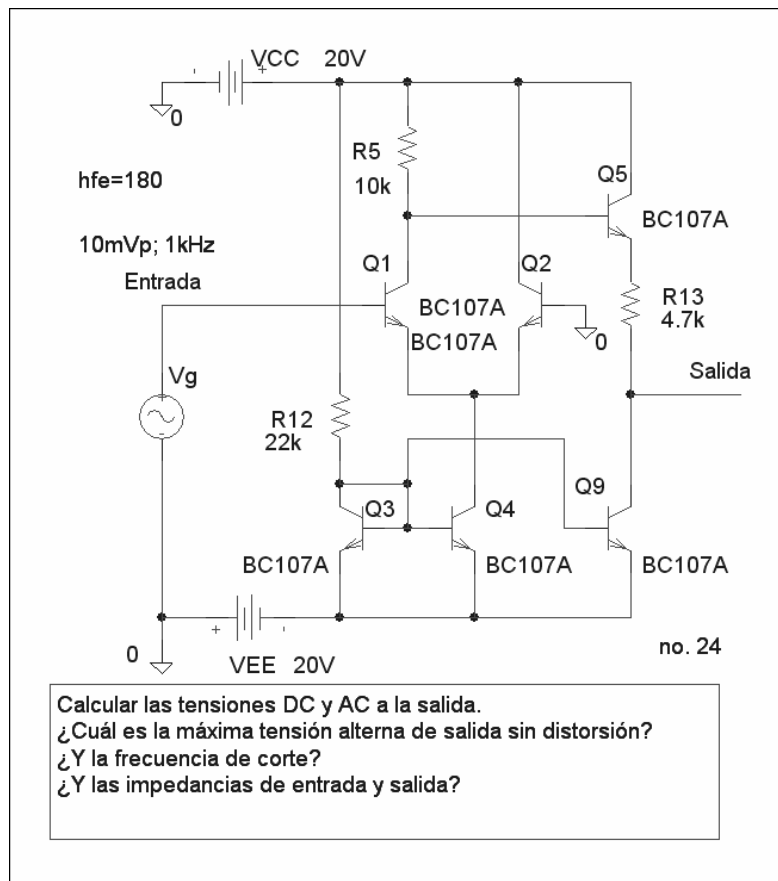 VCC 20V
- +
0
R5
10k
Q5
hfe=180
BC107A
10mVp; 1kHz
Entrada
Q1
Q2
BC107A
BC107A
R13
4.7k
0
Vg
Salida
R12
22k
Q3
Q4
Q9
BC107A
BC107A
BC107A
+ -
0
VEE 20V
no. 24
Calcular las tensiones DC y AC a la salida.
¿Cuál es la máxima tensión alterna de salida sin distorsión?
¿Y la frecuencia de corte?
¿Y las impedancias de entrada y salida?